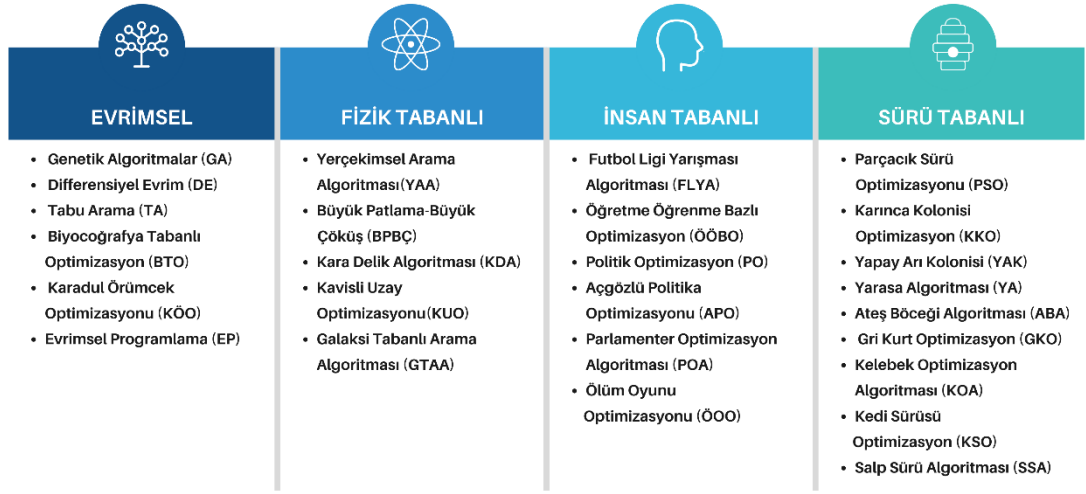 EVRİMSEL
• Genetik Algoritmalar (GA)
• Differensiyel Evrim (DE)
• Tabu Arama (TA)
• Biyocoğrafya Tabanlı
Optimizasyon (BTO)
• Karadul Örümcek
Optimizasyonu (KÖO)
• Evrimsel Programlama (EP)
FİZİK TABANLI
• Yerçekimsel Arama
Algoritması(YAA)
• Büyük Patlama-Büyük
Çöküş (BPBÇ)
• Kara Delik Algoritması (KDA)
• Kavisli Uzay
Optimizasyonu(KUO)
• Galaksi Tabanlı Arama
Algoritması (GTAA)
İNSAN TABANLI
• Futbol Ligi Yarışması
Algoritması (FLYA)
• Öğretme Öğrenme Bazlı
Optimizasyon (ÖÖBO)
• Politik Optimizasyon (PO)
• Açgözlü Politika
Optimizasyonu (APO)
• Parlamenter Optimizasyon
Algoritması (POA)
• Ölüm Oyunu
Optimizasyonu (ÖOO)
SÜRÜ TABANLI
• Parçacık Sürü
Optimizasyonu (PSO)
• Karınca Kolonisi
Optimizasyonu (KKO)
• Yapay Arı Kolonisi (YAK)
• Yarasa Algoritması (YA)
• Ateş Böceği Algoritması (ABA)
• Gri Kurt Optimizasyon (GKO)
• Kelebek Optimizasyon
Algoritması (KOA)
• Kedi Sürüsü
Optimizasyon (KSO)
• Salp Sürü Algoritması (SSA)